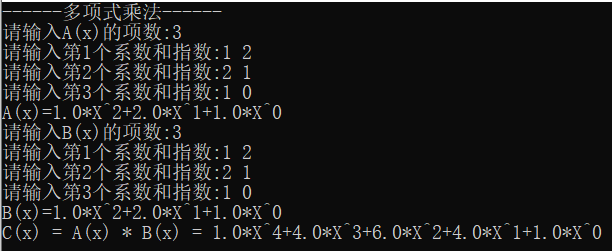 ------多项式乘法------
请输入A(x)的项数:3
请输入第1个系数和指数:1 2
请输入第2个系数和指数:2 1
请输入第3个系数和指数:1 0
A(x)=1.0*X^2+2.0*X^1+1.0*X^0
请输入B(x)的项数:3
请输入第1个系数和指数:1 2
请输入第2个系数和指数:2 1
请输入第3个系数和指数:1 0
B(x)=1.0*X^2+2.0*X^1+1.0*X^0
C(x) = A(x) * B(x) = 1.0*X^4+4.0*X^3+6.0*X^2+4.0*X^1+1.0*X^0